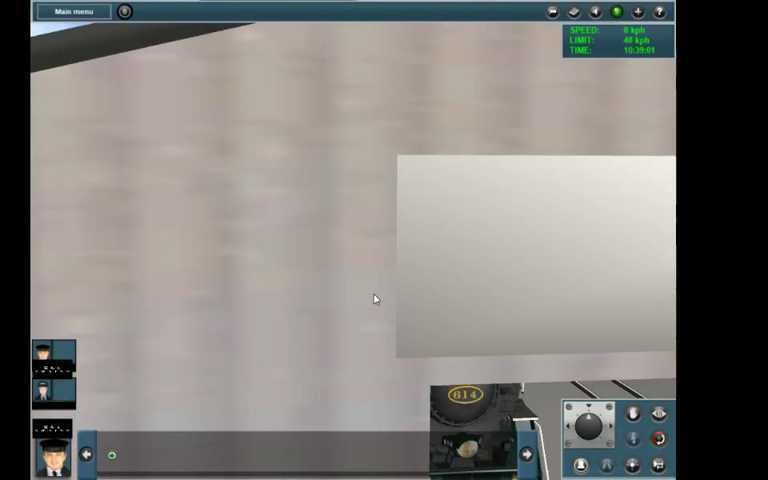 Main menu
SPEED: 0 kph
LIMIT: 48 kph
TIME: 10:39:01
614